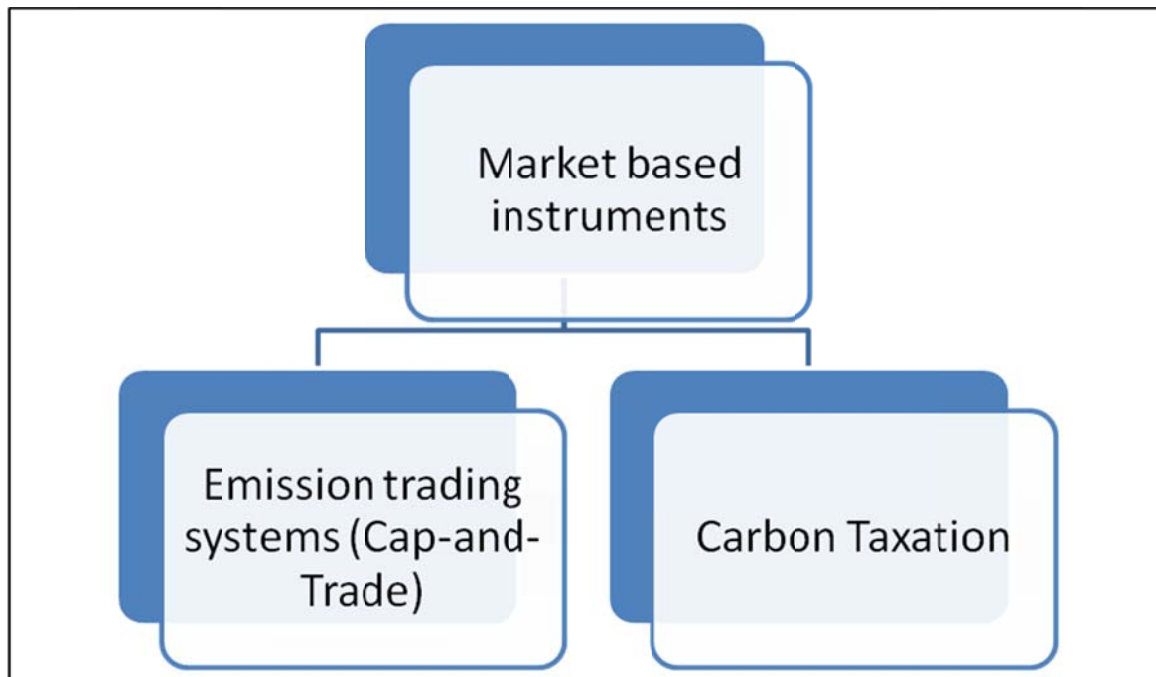 Market based
instruments
Emission trading
systems (Cap-and-
Trade)
Carbon Taxation